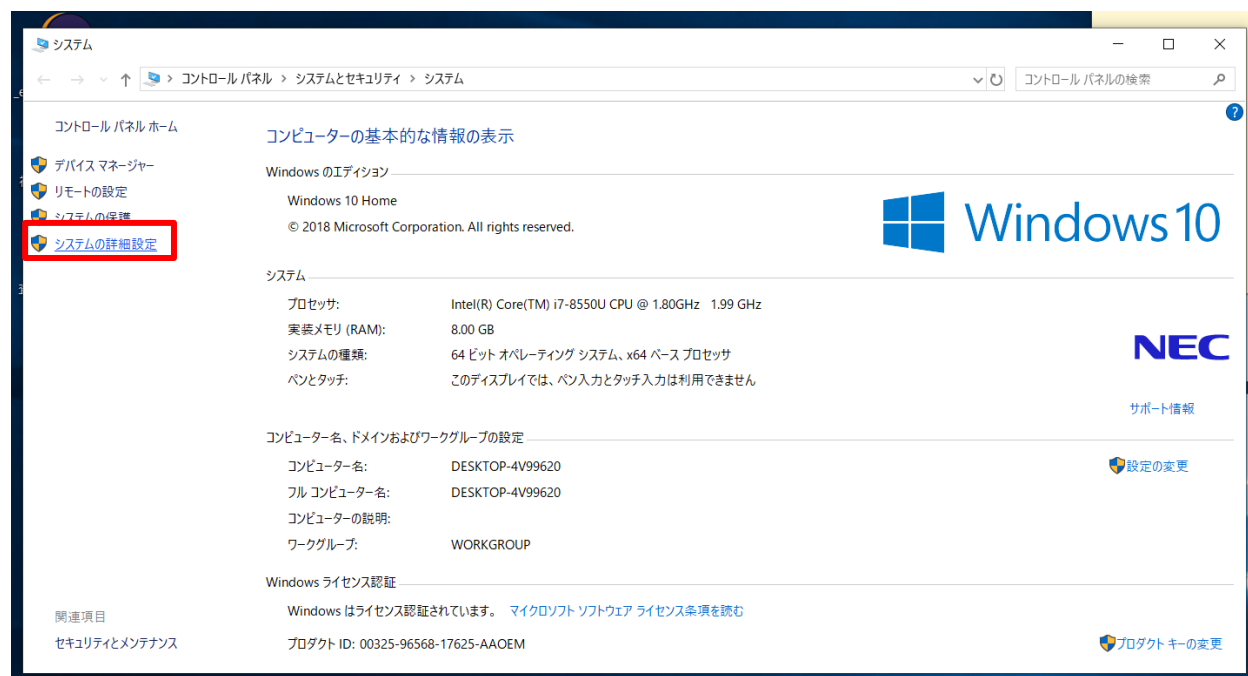 システム
コントロール パネル > システムとセキュリティ > システム
コントロール パネルの検索
コントロール パネル ホーム
デバイス マネージャー
リモートの設定
システムの保護
システムの詳細設定
コンピューターの基本的な情報の表示
Windows のエディション
Windows 10 Home
© 2018 Microsoft Corporation. All rights reserved.
Windows 10
システム
プロセッサ: Intel(R) Core(TM) i7-8550U CPU @ 1.80GHz 1.99 GHz
実装メモリ (RAM): 8.00 GB
システムの種類: 64 ビット オペレーティング システム、x64 ベース プロセッサ
ペンとタッチ: このディスプレイでは、ペン入力とタッチ入力は利用できません
NEC
サポート情報
コンピューター名、ドメインおよびワークグループの設定
コンピューター名: DESKTOP-4V99620
設定の変更
フル コンピューター名: DESKTOP-4V99620
コンピューターの説明:
ワークグループ: WORKGROUP
Windows ライセンス認証
Windows はライセンス認証されています。 マイクロソフト ソフトウェア ライセンス条項を読む
プロダクト ID: 00325-96568-17625-AAOEM
プロダクト キーの変更
関連項目
セキュリティとメンテナンス